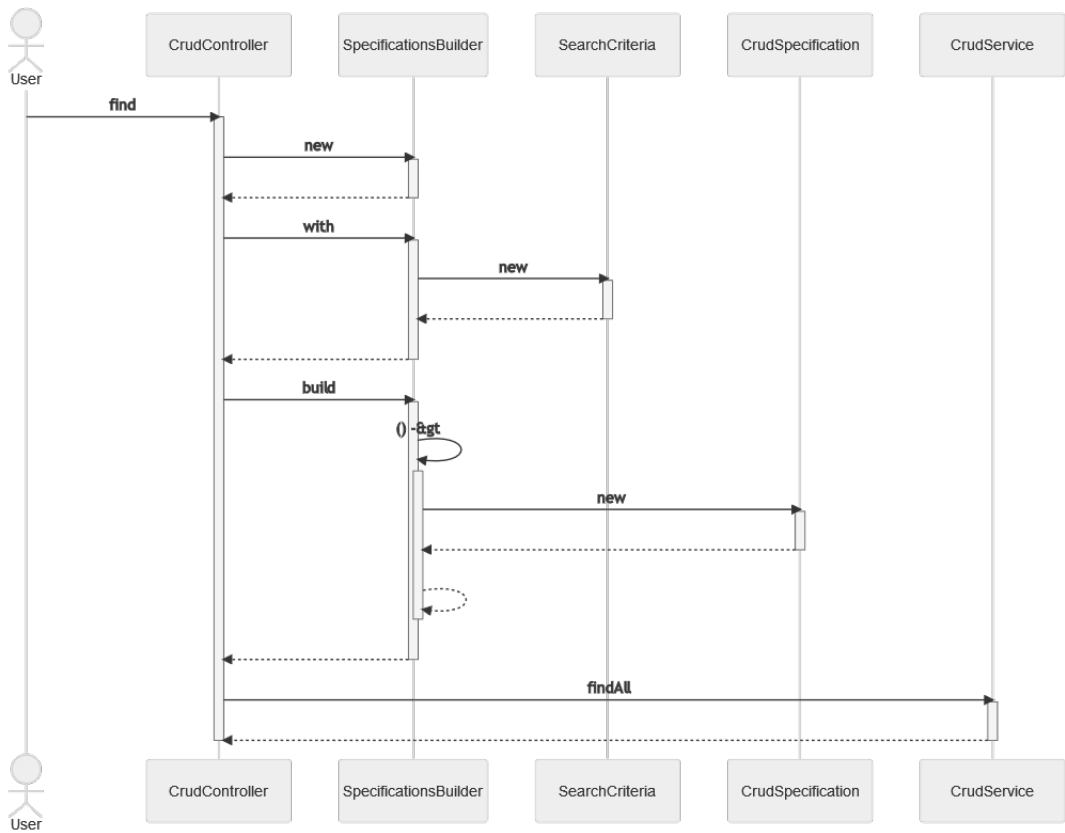 CrudController SpecificationsBuilder SearchCriteria CrudSpecification CrudService
User
find
new
with
new
build
() -&gt
new
findAll
CrudController SpecificationsBuilder SearchCriteria CrudSpecification CrudService
User